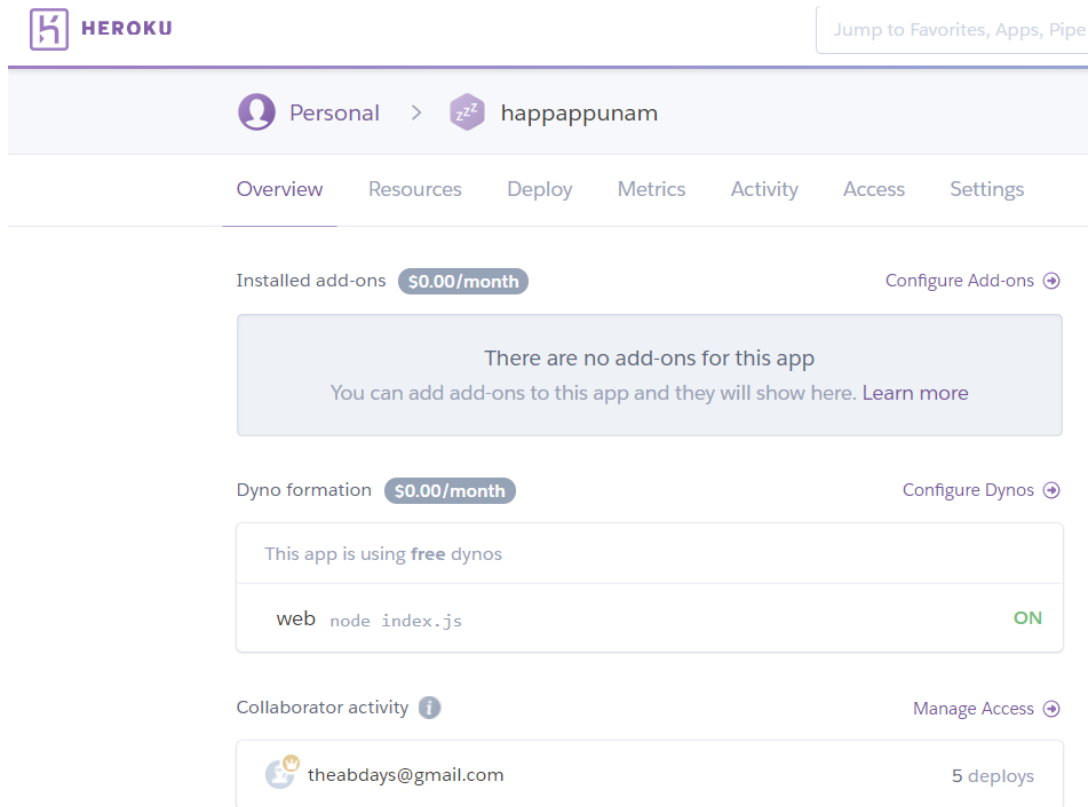 HEROKU
Jump to Favorites, Apps, Pipe
Personal > zzz happappunam
Overview Resources Deploy Metrics Activity Access Settings
Installed add-ons $0.00/month Configure Add-ons
There are no add-ons for this app
You can add add-ons to this app and they will show here. Learn more
Dyno formation $0.00/month Configure Dynos
This app is using free dynos
web node index.js ON
Collaborator activity i Manage Access
theabdays@gmail.com 5 deploys